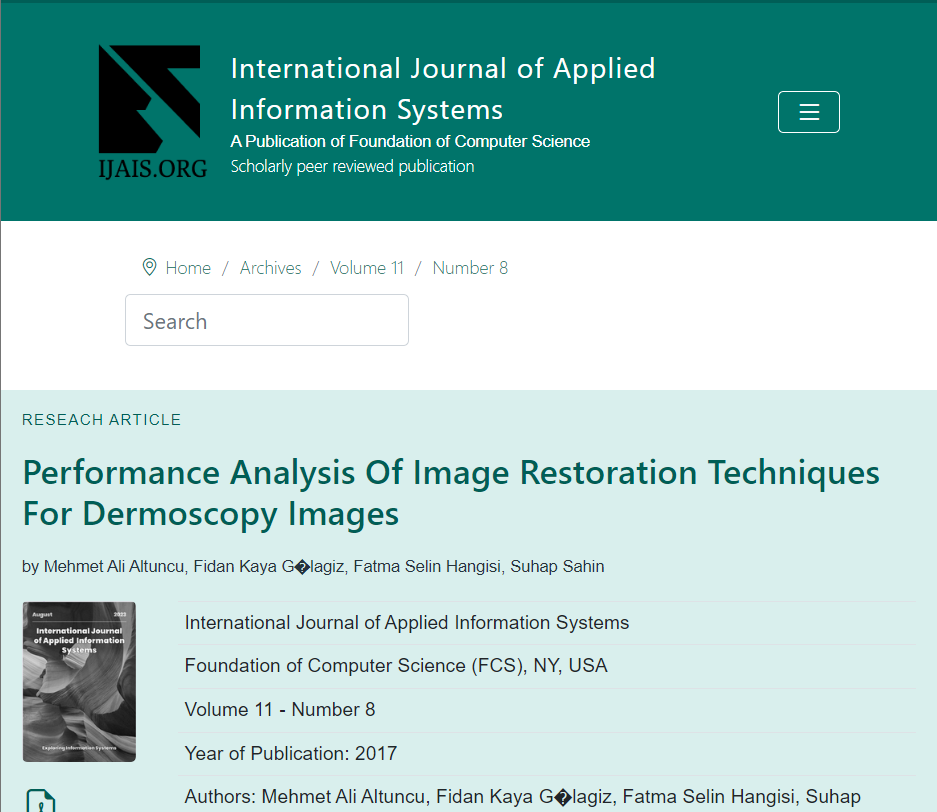 International Journal of Applied
Information Systems
A Publication of Foundation of Computer Science
Scholarly peer reviewed publication
IJAIS.ORG
Home / Archives / Volume 11 / Number 8
Search
RESEACH ARTICLE
Performance Analysis Of Image Restoration Techniques
For Dermoscopy Images
by Mehmet Ali Altuncu, Fidan Kaya G�lagiz, Fatma Selin Hangisi, Suhap Sahin
August 2023
International Journal
of Applied Information
Systems
Exploring Information Systems
International Journal of Applied Information Systems
Foundation of Computer Science (FCS), NY, USA
Volume 11 - Number 8
Year of Publication: 2017
Authors: Mehmet Ali Altuncu, Fidan Kaya G�lagiz, Fatma Selin Hangisi, Suhap